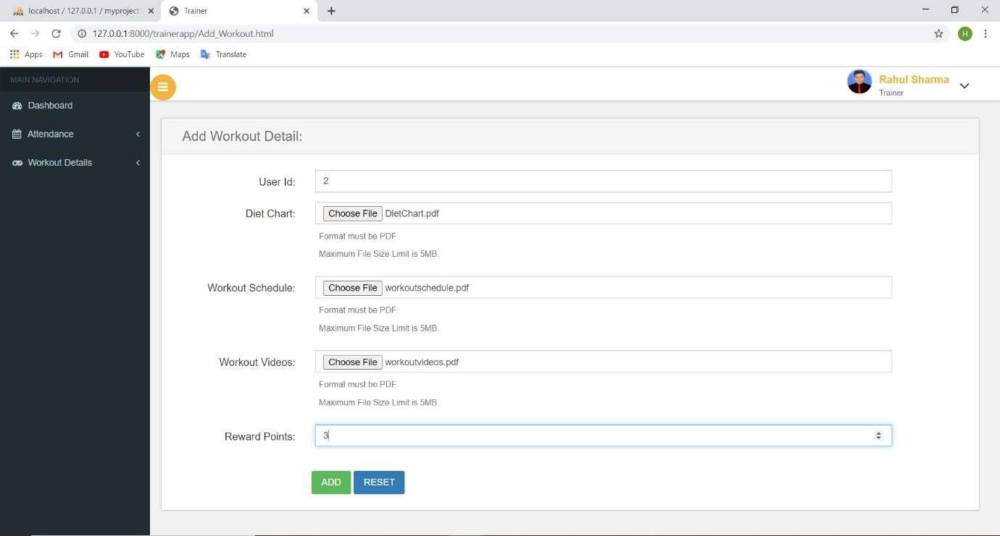 localhost / 127.0.0.1 / myproject
Trainer
127.0.0.1:8000/trainerapp/Add_Workout.html
H
Apps
Gmail
YouTube
Maps
Translate
MAIN NAVIGATION
Rahul Sharma
Trainer
Dashboard
Attendance
Workout Details
Add Workout Detail:
User Id:
2
Diet Chart:
Choose File DietChart.pdf
Format must be PDF.
Maximum File Size Limit is 5MB.
Workout Schedule:
Choose File workoutschedule.pdf
Format must be PDF.
Maximum File Size Limit is 5MB.
Workout Videos:
Choose File workoutvideos.pdf
Format must be PDF.
Maximum File Size Limit is 5MB.
Reward Points:
3
ADD
RESET